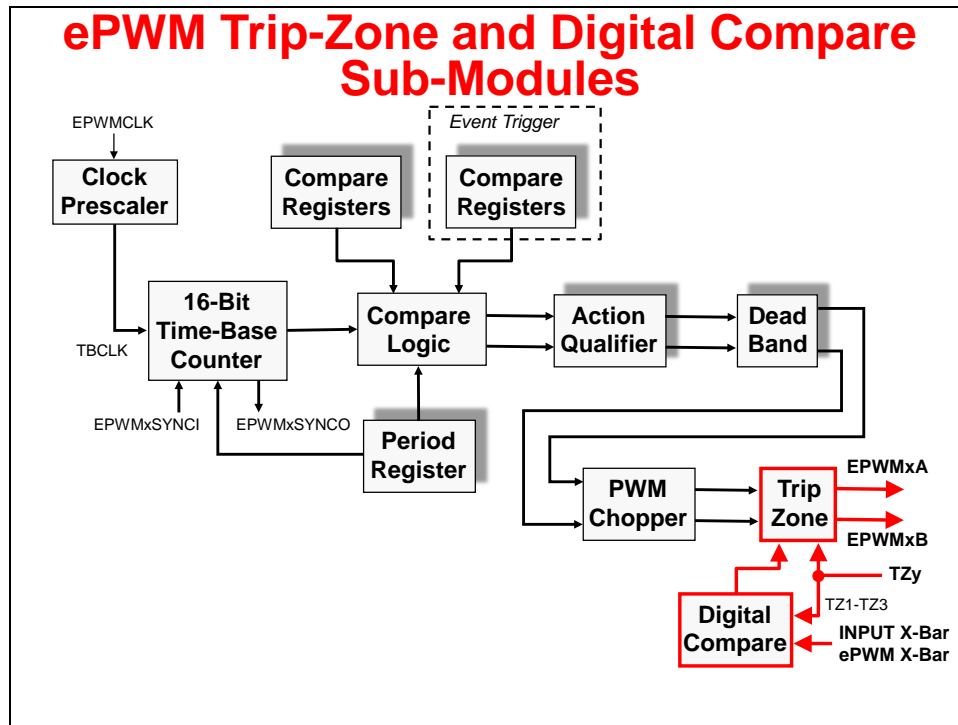 ePWM Trip-Zone and Digital Compare
Sub-Modules
EPWMCLK
Clock
Prescaler
Compare
Registers
Event Trigger
Compare
Registers
16-Bit
Time-Base
Counter
TBCLK
Compare
Logic
Action
Qualifier
Dead
Band
EPWMxSYNCI
EPWMxSYNCO
Period
Register
PWM
Chopper
Trip
Zone
EPWMxA
EPWMxB
TZy
TZ1-TZ3
Digital
Compare
INPUT X-Bar
ePWM X-Bar